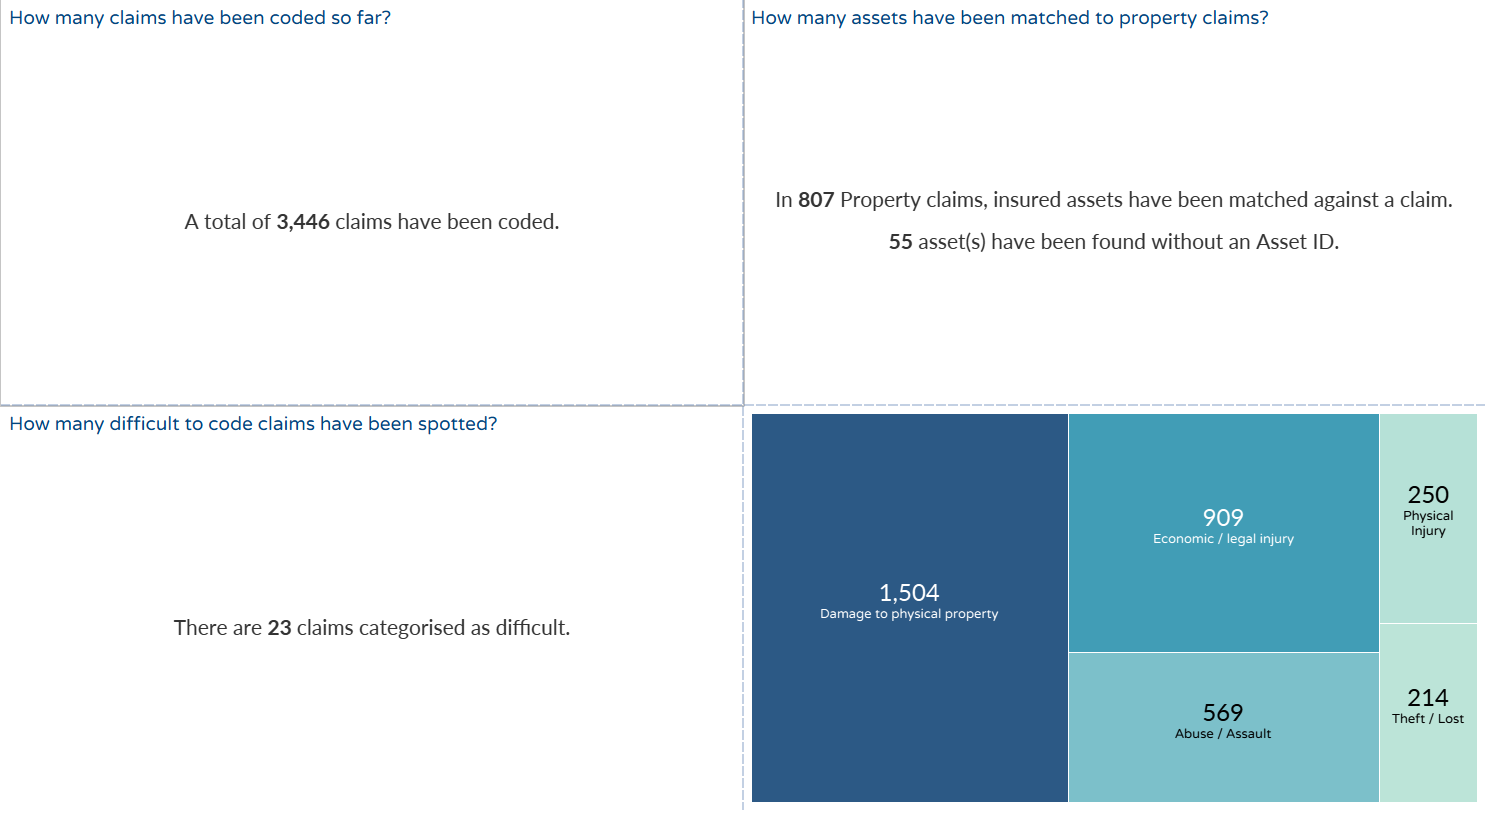 How many claims have been coded so far?
A total of 3,446 claims have been coded.
How many assets have been matched to property claims?
In 807 Property claims, insured assets have been matched against a claim.
55 asset(s) have been found without an Asset ID.
How many difficult to code claims have been spotted?
There are 23 claims categorised as difficult.
1,504
Damage to physical property
909
Economic / legal injury
569
Abuse / Assault
250
Physical
Injury
214
Theft / Lost